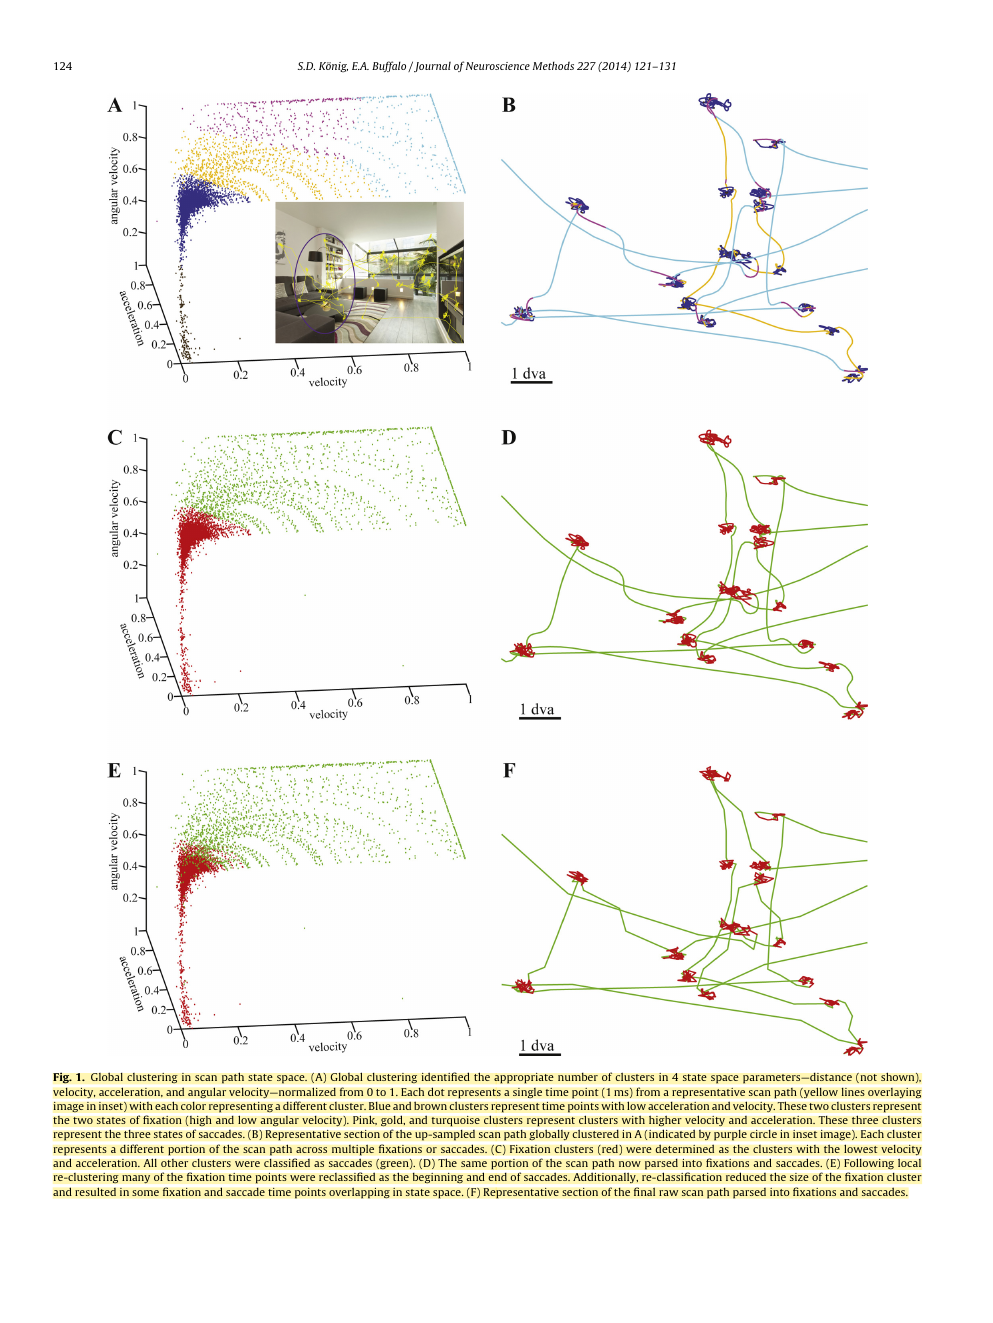 124
S.D. König, E.A. Buffalo / Journal of Neuroscience Methods 227 (2014) 121–131
A
1
0.8
0.6
0.4
0.2
1
0.8
0.6
0.4
0.2
0
angular velocity
acceleration
0
0.2
0.4
0.6
0.8
1
velocity
B
1 dva
C
1
0.8
0.6
0.4
0.2
1
0.8
0.6
0.4
0.2
0
angular velocity
acceleration
0
0.2
0.4
0.6
0.8
1
velocity
D
1 dva
E
1
0.8
0.6
0.4
0.2
1
0.8
0.6
0.4
0.2
0
angular velocity
acceleration
0
0.2
0.4
0.6
0.8
1
velocity
F
1 dva
Fig. 1. Global clustering in scan path state space. (A) Global clustering identified the appropriate number of clusters in 4 state space parameters—distance (not shown),
velocity, acceleration, and angular velocity—normalized from 0 to 1. Each dot represents a single time point (1 ms) from a representative scan path (yellow lines overlaying
image in inset) with each color representing a different cluster. Blue and brown clusters represent time points with low acceleration and velocity. These two clusters represent
the two states of fixation (high and low angular velocity). Pink, gold, and turquoise clusters represent clusters with higher velocity and acceleration. These three clusters
represent the three states of saccades. (B) Representative section of the up-sampled scan path globally clustered in A (indicated by purple circle in inset image). Each cluster
represents a different portion of the scan path across multiple fixations or saccades. (C) Fixation clusters (red) were determined as the clusters with the lowest velocity
and acceleration. All other clusters were classified as saccades (green). (D) The same portion of the scan path now parsed into fixations and saccades. (E) Following local
re-clustering many of the fixation time points were reclassified as the beginning and end of saccades. Additionally, re-classification reduced the size of the fixation cluster
and resulted in some fixation and saccade time points overlapping in state space. (F) Representative section of the final raw scan path parsed into fixations and saccades.